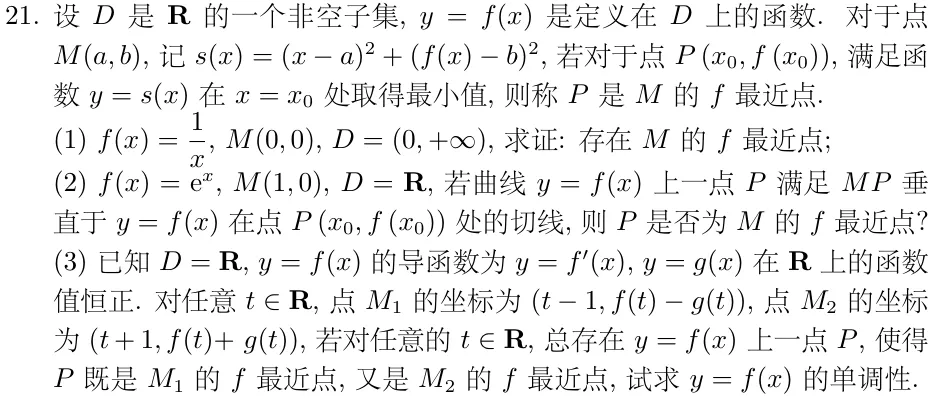 21. 设 D 是 R 的一个非空子集, y = f(x) 是定义在 D 上的函数. 对于点
M(a, b), 记 s(x) = (x − a)² + (f(x) − b)², 若对于点 P (x₀, f (x₀)), 满足函
数 y = s(x) 在 x = x₀ 处取得最小值, 则称 P 是 M 的 f 最近点.
(1) f(x) = 1/x, M(0, 0), D = (0, +∞), 求证: 存在 M 的 f 最近点;
(2) f(x) = eˣ, M(1, 0), D = R, 若曲线 y = f(x) 上一点 P 满足 MP 垂
直于 y = f(x) 在点 P (x₀, f (x₀)) 处的切线, 则 P 是否为 M 的 f 最近点?
(3) 已知 D = R, y = f(x) 的导函数为 y = f′(x), y = g(x) 在 R 上的函数
值恒正. 对任意 t ∈ R, 点 M₁ 的坐标为 (t − 1, f(t) − g(t)), 点 M₂ 的坐标
为 (t + 1, f(t)+ g(t)), 若对任意的 t ∈ R, 总存在 y = f(x) 上一点 P, 使得
P 既是 M₁ 的 f 最近点, 又是 M₂ 的 f 最近点, 试求 y = f(x) 的单调性.